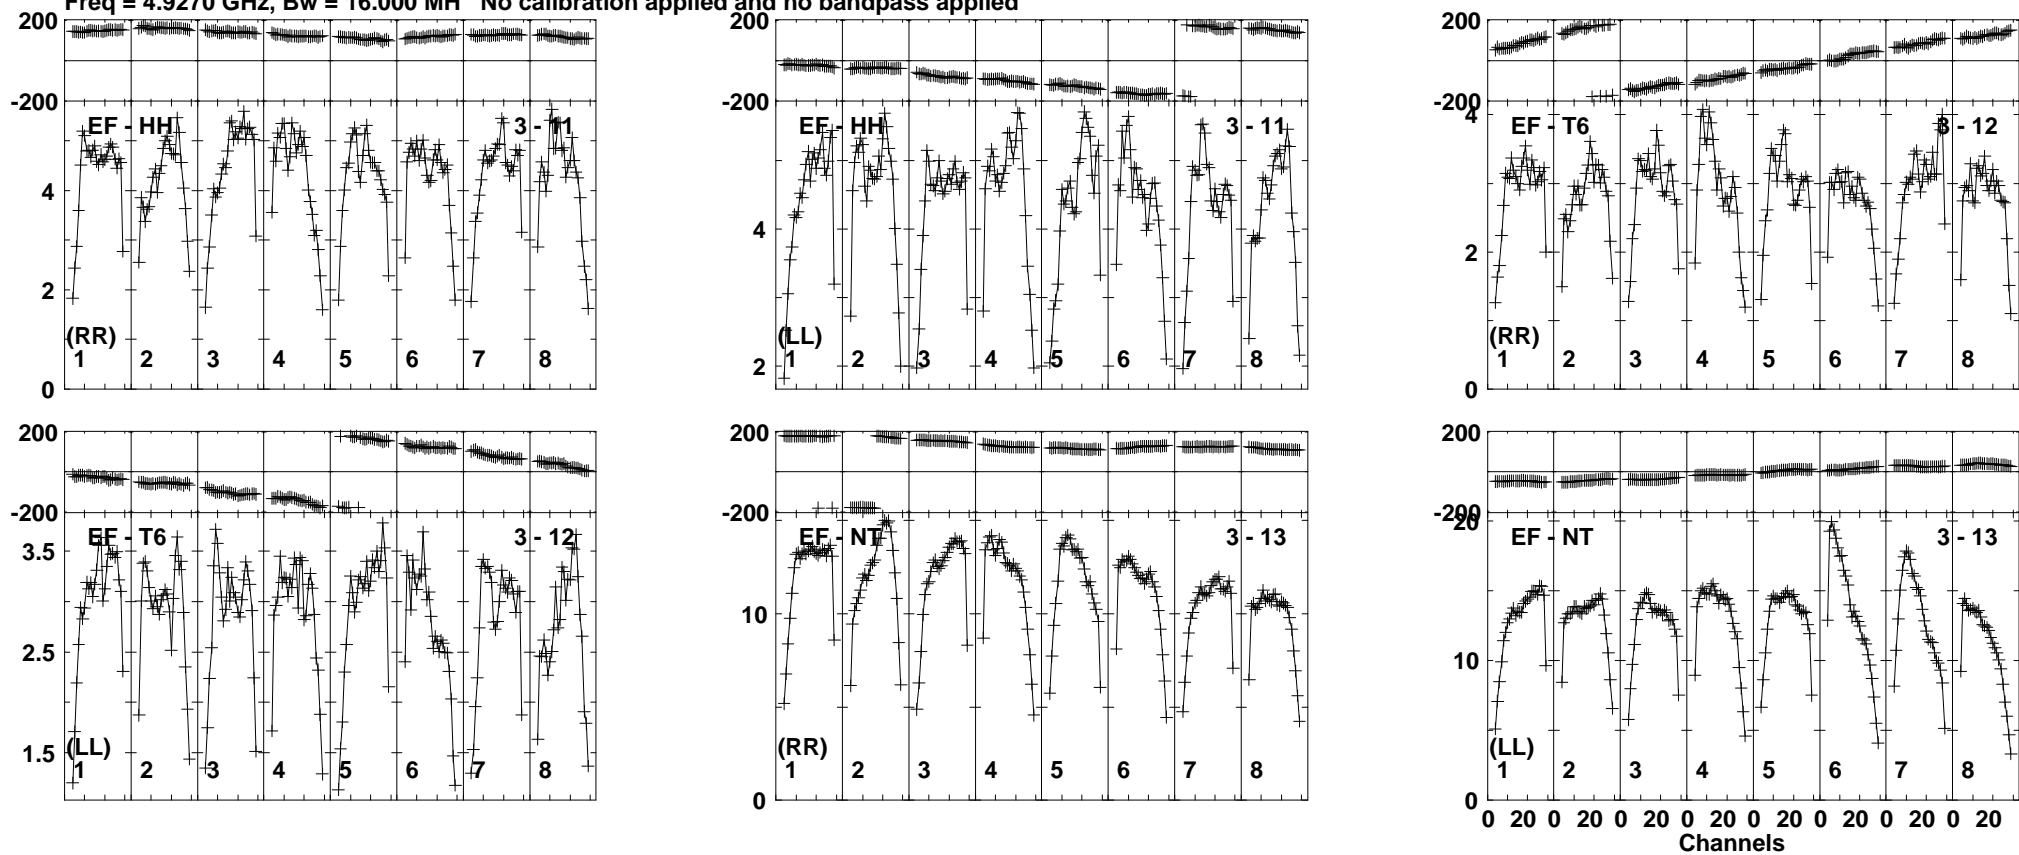 Freq = 4.9270 GHz, Bw = 16.000 MH No calibration applied and no bandpass applied
200
-200
EF - HH 3 - 11
4
2
0
(RR)
1 2 3 4 5 6 7 8
200
-200
EF - HH 3 - 11
4
2
(LL)
1 2 3 4 5 6 7 8
200
-200
4
EF - T6 3 - 12
2
0
(RR)
1 2 3 4 5 6 7 8
200
-200
EF - T6 3 - 12
3.5
2.5
1.5
(LL)
1 2 3 4 5 6 7 8
200
-200
EF - NT 3 - 13
10
0
(RR)
1 2 3 4 5 6 7 8
200
-200
20
EF - NT 3 - 13
10
0
(LL)
1 2 3 4 5 6 7 8
0 20 0 20 0 20 0 20 0 20 0 20 0 20 0 20
Channels